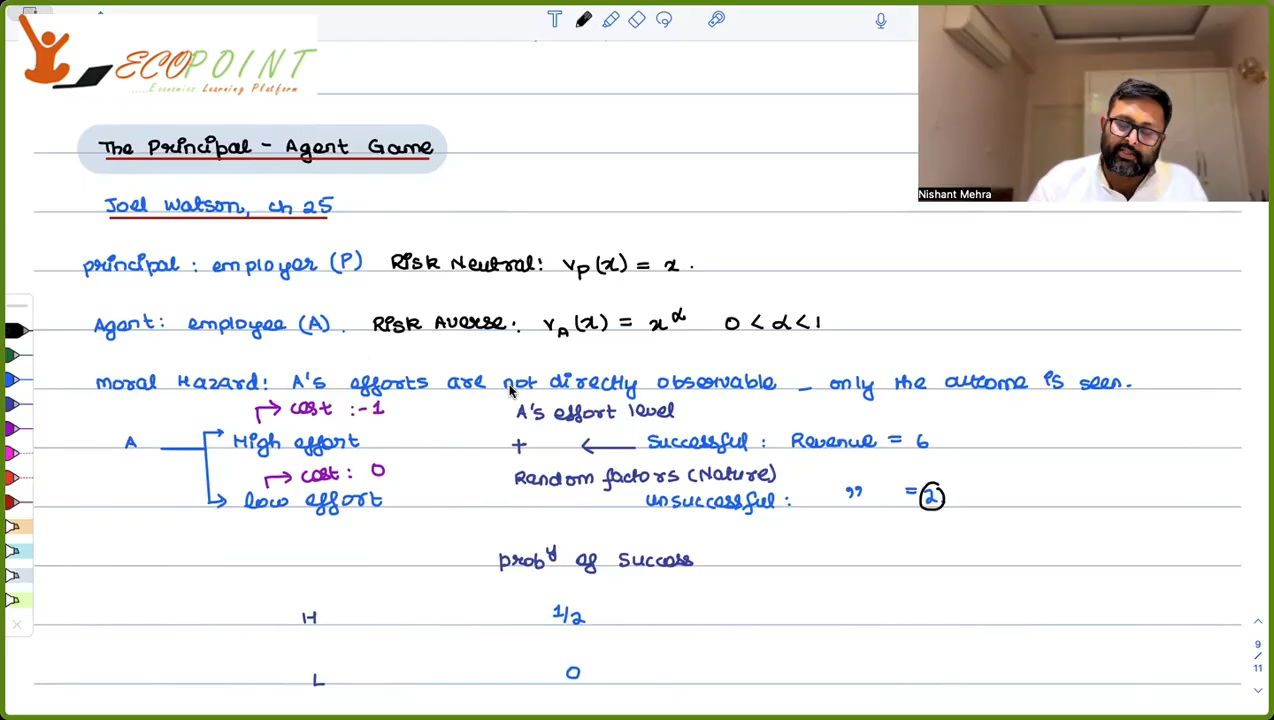 ECOPOINT
.....Economics Learning Platform
The Principal - Agent Game
Joel Watson, ch 25
principal : employer (P) Risk Neutral: vP(x) = x .
Agent: employee (A) . Risk Averse: vA(x) = x^α 0 < α < 1
moral Hazard: A's efforts are not directly observable - only the outcome is seen.
cost : -1 A's effort level
A High effort + Successful : Revenue = 6
cost : 0 Random factors (Nature)
low effort unsuccessful : " = 2
prob^y of Success
H 1/2
L 0
Nishant Mehra
9
/
11